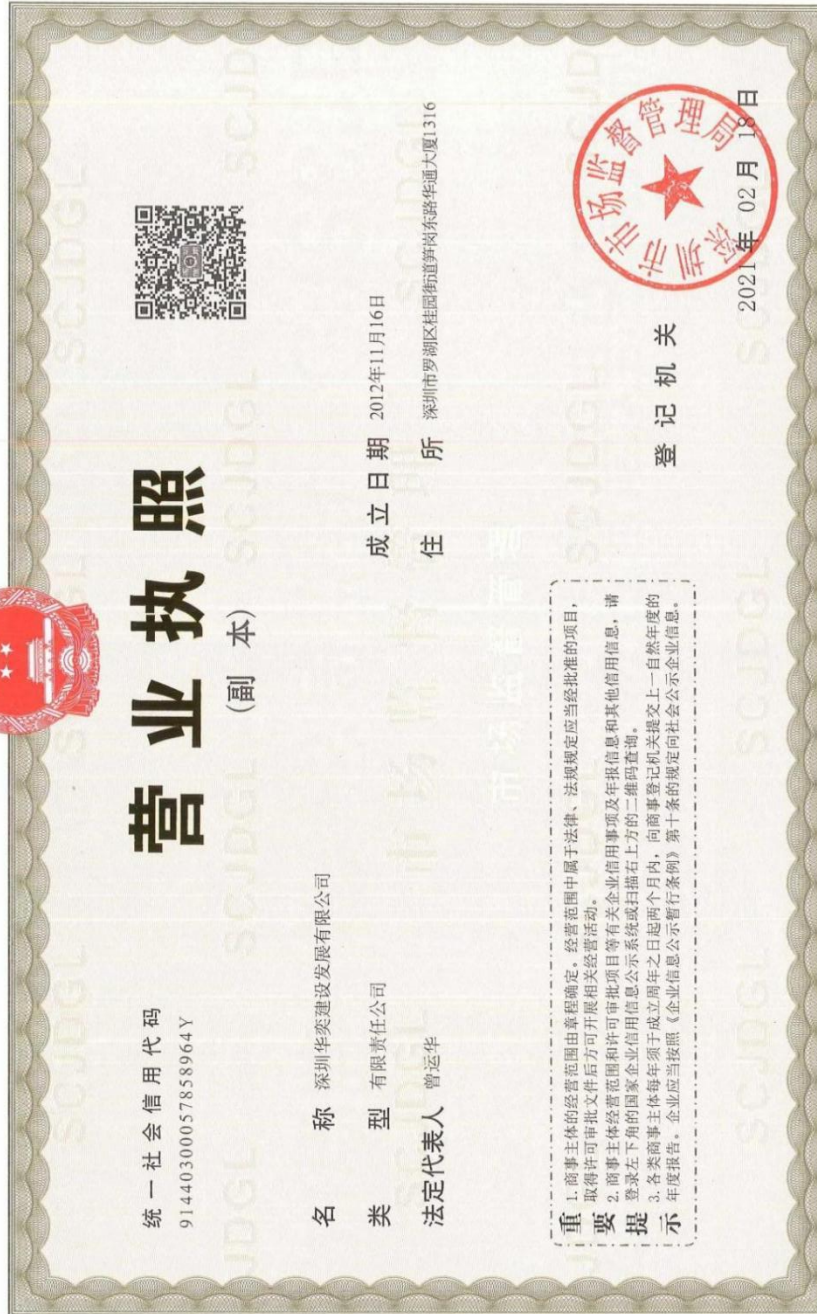 统一社会信用代码
91440300057858964Y
营业执照
(副 本)
名 称 深圳华奕建设发展有限公司
类 型 有限责任公司
法定代表人 曾运华
成立日期 2012年11月16日
住 所 深圳市罗湖区桂园街道笋岗东路华通大厦1316
重要提示
1. 商事主体的经营范围由章程确定。经营范围中属于法律、法规规定应当经批准的项目，
取得许可审批文件后方可开展相关经营活动。
2. 商事主体经营范围和许可审批项目等有关企业信用事项及年报信息和其他信用信息，请
登录左下角的国家企业信用信息公示系统或扫描右上方的二维码查询。
3. 各类商事主体每年须于成立周年之日起两个月内，向商事登记机关提交上一自然年度的
年度报告。企业应当按照《企业信息公示暂行条例》第十条的规定向社会公示企业信息。
登记机关
深圳市市场监督管理局
2021年 02月 18日
SCJDGL
市场监督管理